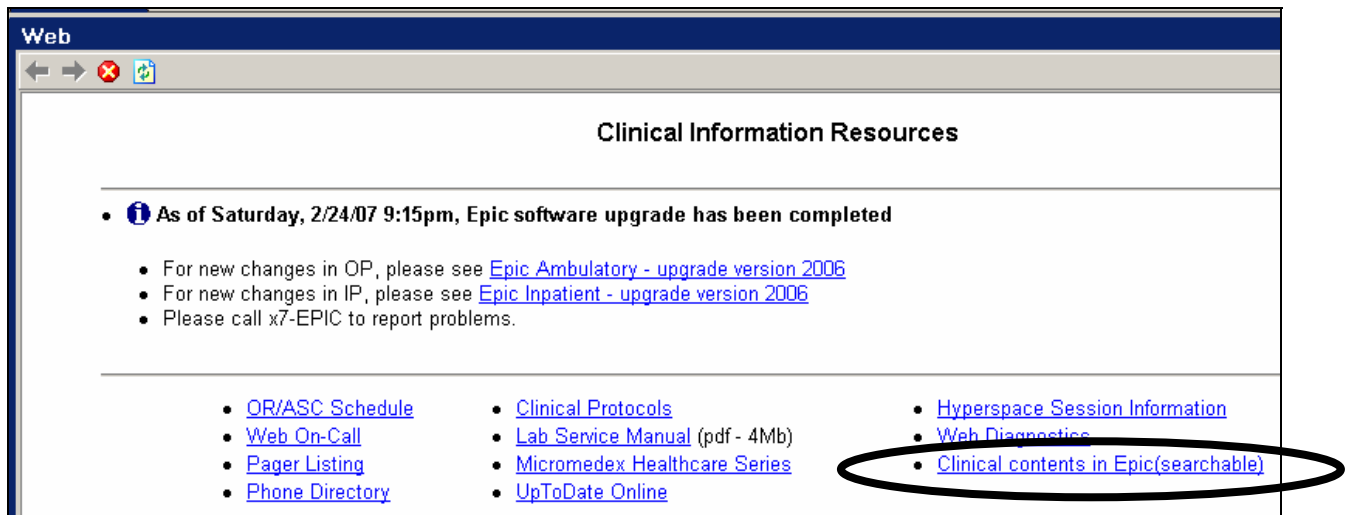 Web
Clinical Information Resources
As of Saturday, 2/24/07 9:15pm, Epic software upgrade has been completed
For new changes in OP, please see Epic Ambulatory - upgrade version 2006
For new changes in IP, please see Epic Inpatient - upgrade version 2006
Please call x7-EPIC to report problems.
OR/ASC Schedule
Web On-Call
Pager Listing
Phone Directory
Clinical Protocols
Lab Service Manual (pdf - 4Mb)
Micromedex Healthcare Series
UpToDate Online
Hyperspace Session Information
Web Diagnostics
Clinical contents in Epic(searchable)